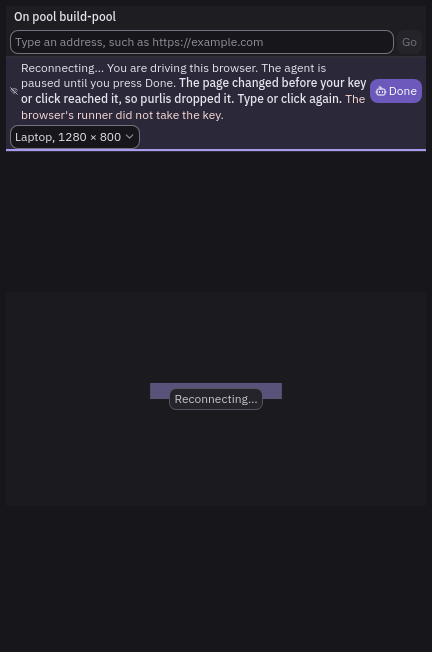 On pool build-pool
Type an address, such as https://example.com
Go
Reconnecting... You are driving this browser. The agent is
paused until you press Done. The page changed before your key
or click reached it, so purlis dropped it. Type or click again. The
browser's runner did not take the key.
Done
Laptop, 1280 × 800
Reconnecting...